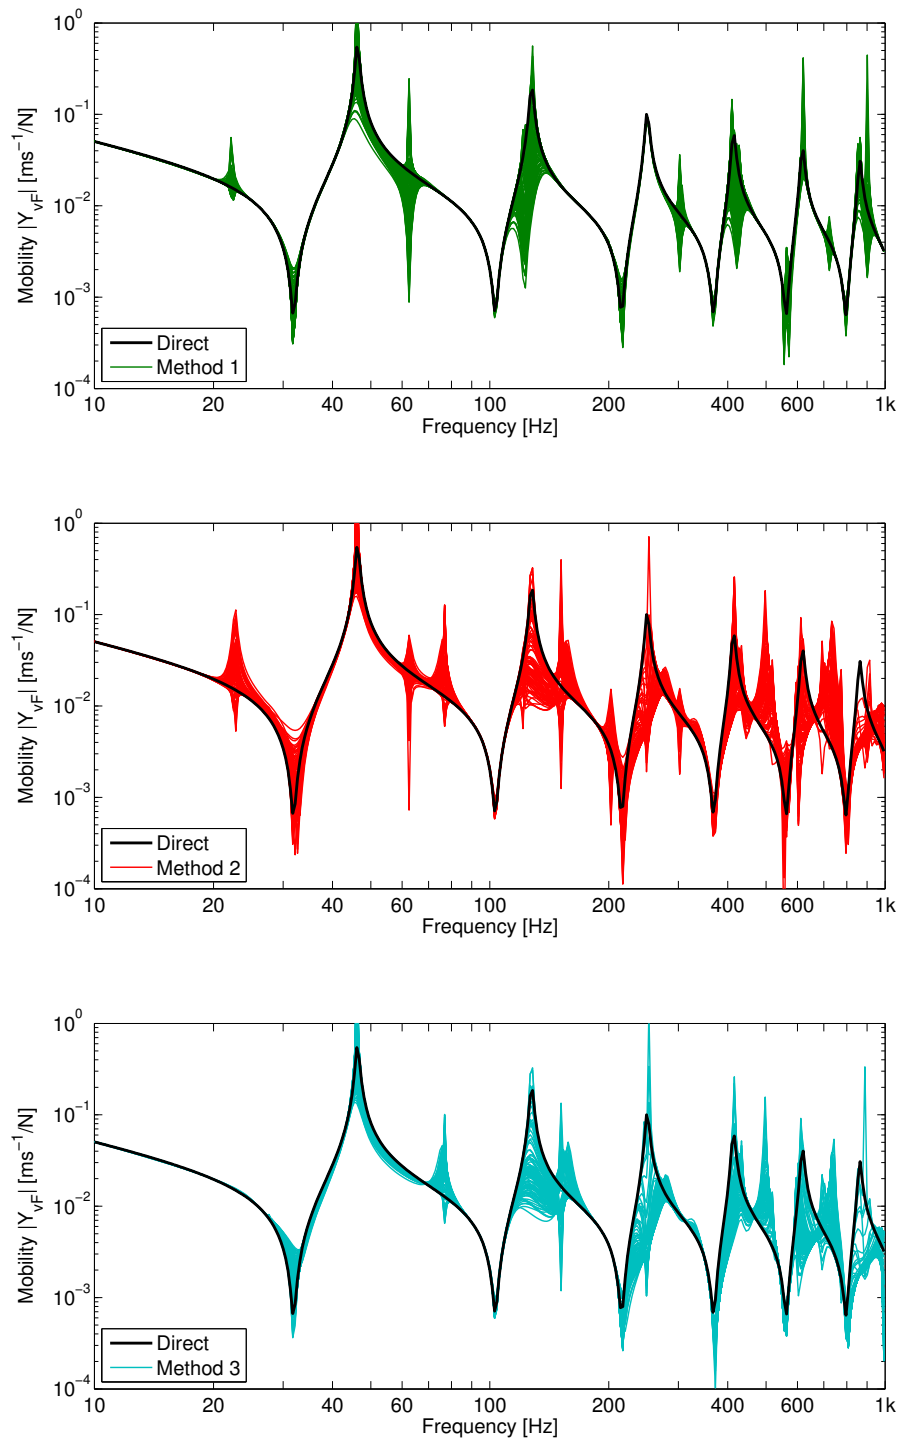 Mobility |Y_vF| [ms^-1/N]
10^0
10^-1
10^-2
10^-3
10^-4
Direct
Method 1
10 20 40 60 100 200 400 600 1k
Frequency [Hz]
Mobility |Y_vF| [ms^-1/N]
10^0
10^-1
10^-2
10^-3
10^-4
Direct
Method 2
10 20 40 60 100 200 400 600 1k
Frequency [Hz]
Mobility |Y_vF| [ms^-1/N]
10^0
10^-1
10^-2
10^-3
10^-4
Direct
Method 3
10 20 40 60 100 200 400 600 1k
Frequency [Hz]